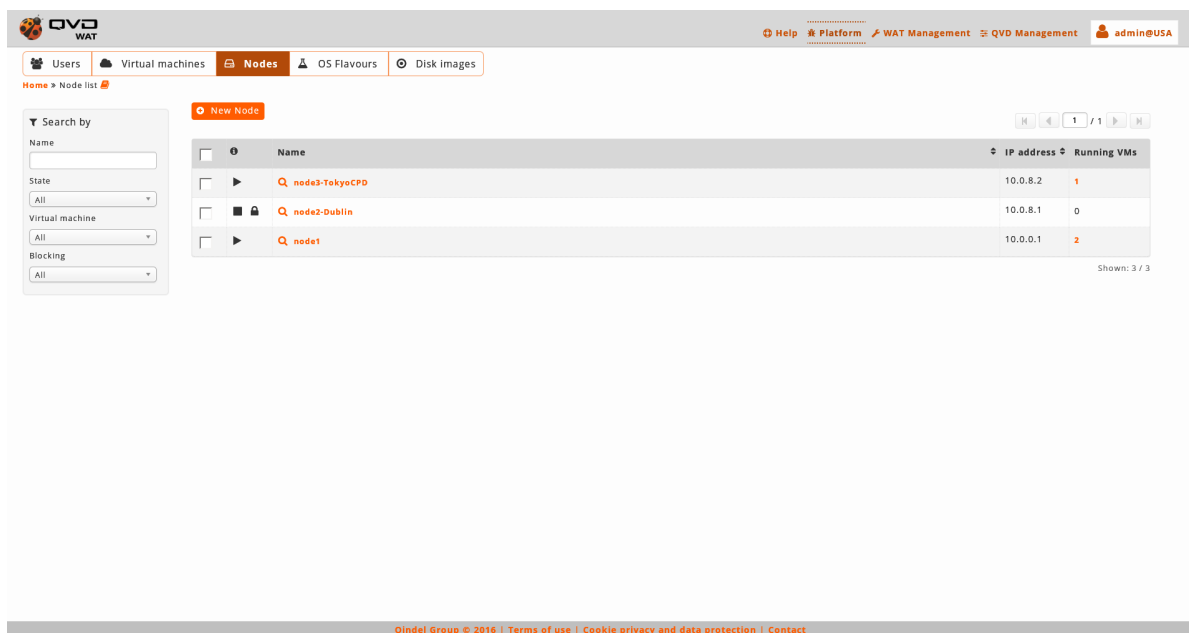 QVD
WAT
Help Platform WAT Management QVD Management admin@USA
Users Virtual machines Nodes OS Flavours Disk images
Home » Node list
Search by
Name
State
All
Virtual machine
All
Blocking
All
New Node
1 / 1
Name IP address Running VMs
node3-TokyoCPD 10.0.8.2 1
node2-Dublin 10.0.8.1 0
node1 10.0.0.1 2
Shown: 3 / 3
Qindel Group © 2016 | Terms of use | Cookie privacy and data protection | Contact